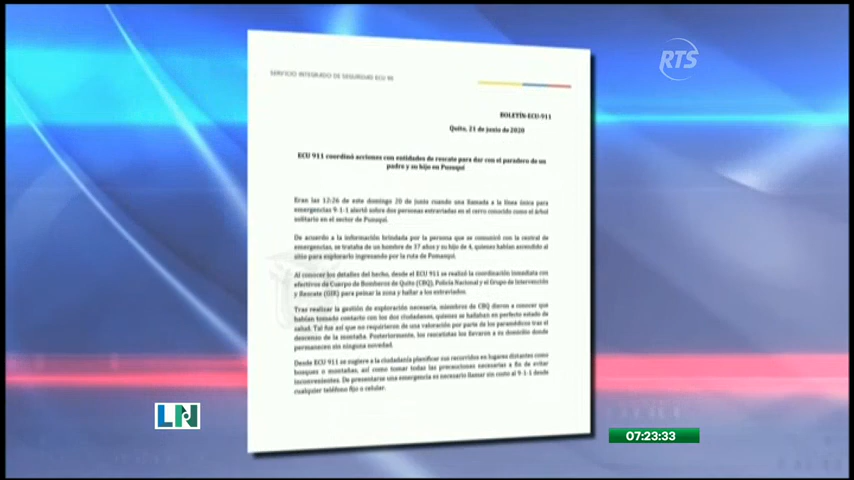 RTS
SERVICIO INTEGRADO DE SEGURIDAD ECU 911
BOLETÍN-ECU-911
Quito, 21 de junio de 2020
ECU 911 coordinó acciones con entidades de rescate para dar con el paradero de un
padre y su hijo en Pusuquí
Eran las 12:26 de este domingo 20 de junio cuando una llamada a la línea única para
emergencias 9-1-1 alertó sobre dos personas extraviadas en el cerro conocido como el árbol
solitario en el sector de Pomasqui.
De acuerdo a la información brindada por la persona que se comunicó con la central de
emergencias, se trataba de un hombre de 37 años y su hijo de 4, quienes habían ascendido al
sitio para explorarlo ingresando por la ruta de Pomasqui.
Al conocer los detalles del hecho, desde el ECU 911 se realizó la coordinación inmediata con
efectivos de Cuerpo de Bomberos de Quito (CBQ), Policía Nacional y el Grupo de Intervención
y Rescate (GIR) para peinar la zona y hallar a los extraviados.
Tras realizar la gestión de exploración necesaria, miembros de CBQ dieron a conocer que
habían tomado contacto con los dos ciudadanos, quienes se hallaban en perfecto estado de
salud. Tal fue así que no requirieron de una valoración por parte de los paramédicos tras el
descenso de la montaña. Posteriormente, los rescatistas los llevaron a su domicilio donde
permanecen sin ninguna novedad.
Desde ECU 911 se sugiere a la ciudadanía planificar sus recorridos en lugares distantes como
bosques o montañas, así como tomar todas las precauciones necesarias a fin de evitar
inconvenientes. De presentarse una emergencia es necesario llamar sin costo al 9-1-1 desde
cualquier teléfono fijo o celular.
LN
07:23:33